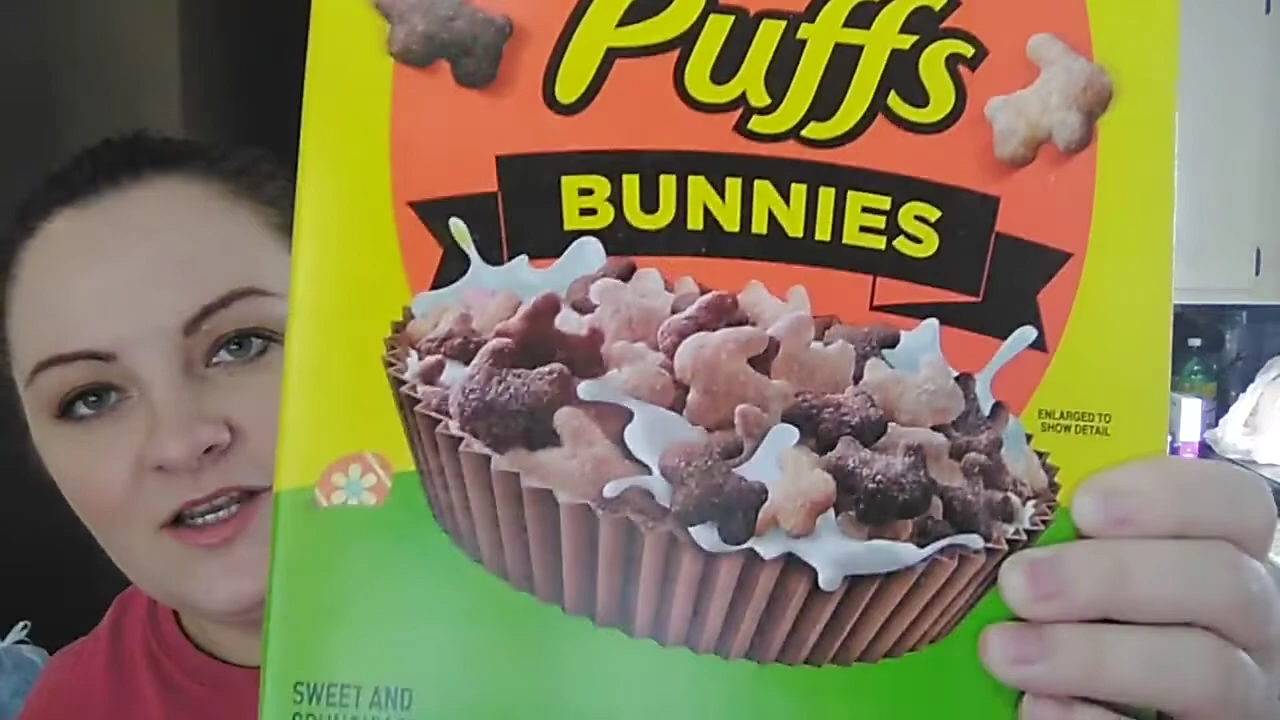 Puffs
BUNNIES
ENLARGED TO
SHOW DETAIL
SWEET AND